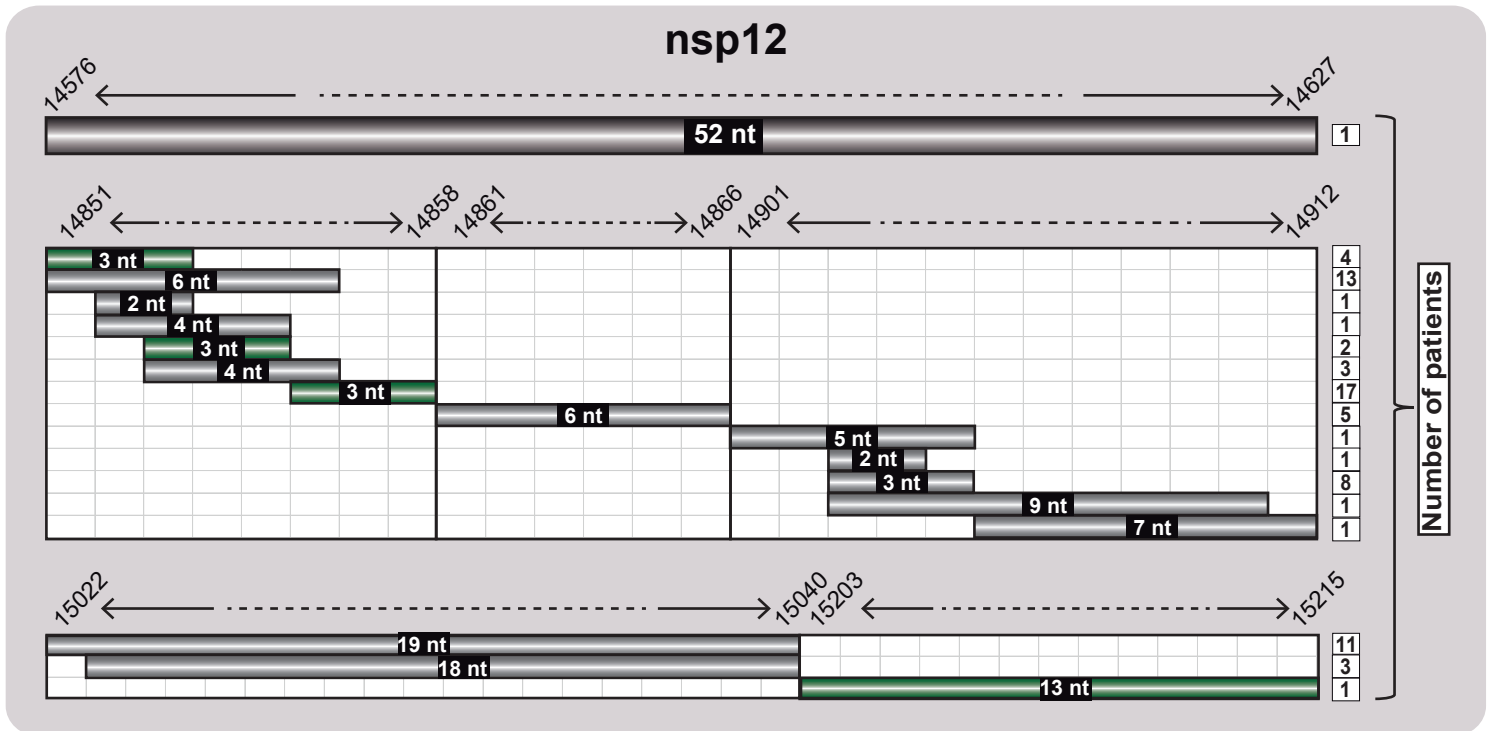 nsp12
14576
14627
52 nt
1
14851
14858
14861
14866
14901
14912
3 nt
4
6 nt
13
2 nt
1
4 nt
1
3 nt
2
4 nt
3
3 nt
17
6 nt
5
5 nt
1
2 nt
1
3 nt
8
9 nt
1
7 nt
1
Number of patients
15022
15040
15203
15215
19 nt
11
18 nt
3
13 nt
1